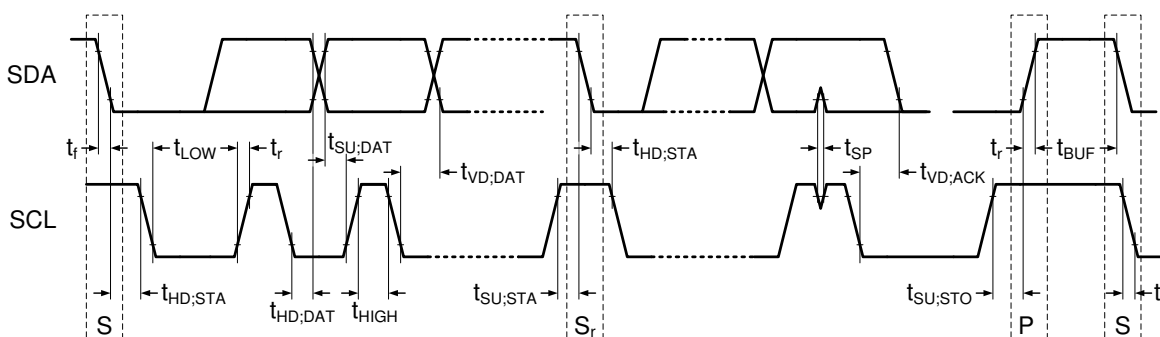 SDA
t_f t_LOW t_r t_SU;DAT t_VD;DAT t_HD;STA t_SP t_VD;ACK t_r t_BUF
SCL
t_HD;STA t_HD;DAT t_HIGH t_SU;STA t_SU;STO t
S S_r P S